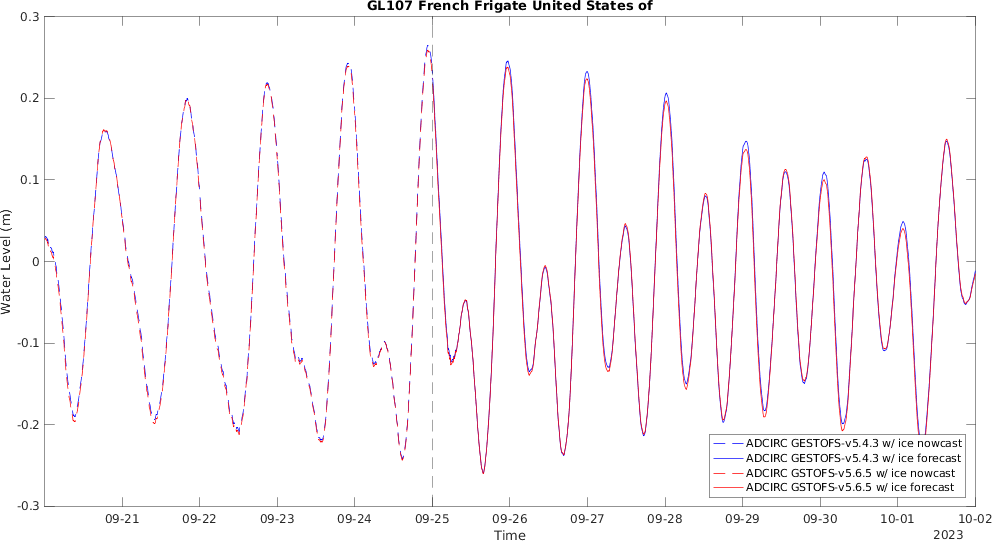 GL107 French Frigate United States of
0.3
0.2
0.1
0
-0.1
-0.2
-0.3
Water Level (m)
ADCIRC GESTOFS-v5.4.3 w/ ice nowcast
ADCIRC GESTOFS-v5.4.3 w/ ice forecast
ADCIRC GSTOFS-v5.6.5 w/ ice nowcast
ADCIRC GSTOFS-v5.6.5 w/ ice forecast
09-21 09-22 09-23 09-24 09-25 09-26 09-27 09-28 09-29 09-30 10-01 10-02
Time
2023